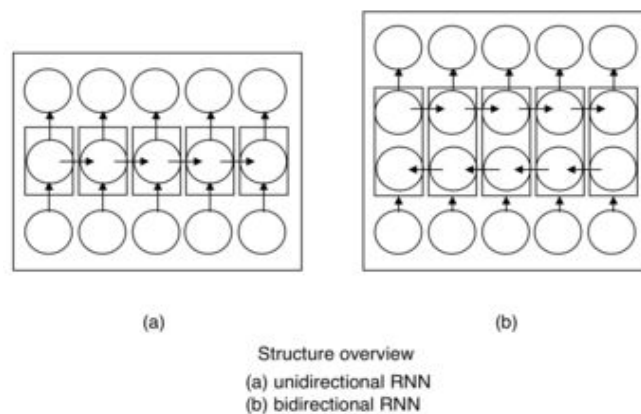 (a)
(b)
Structure overview
(a) unidirectional RNN
(b) bidirectional RNN